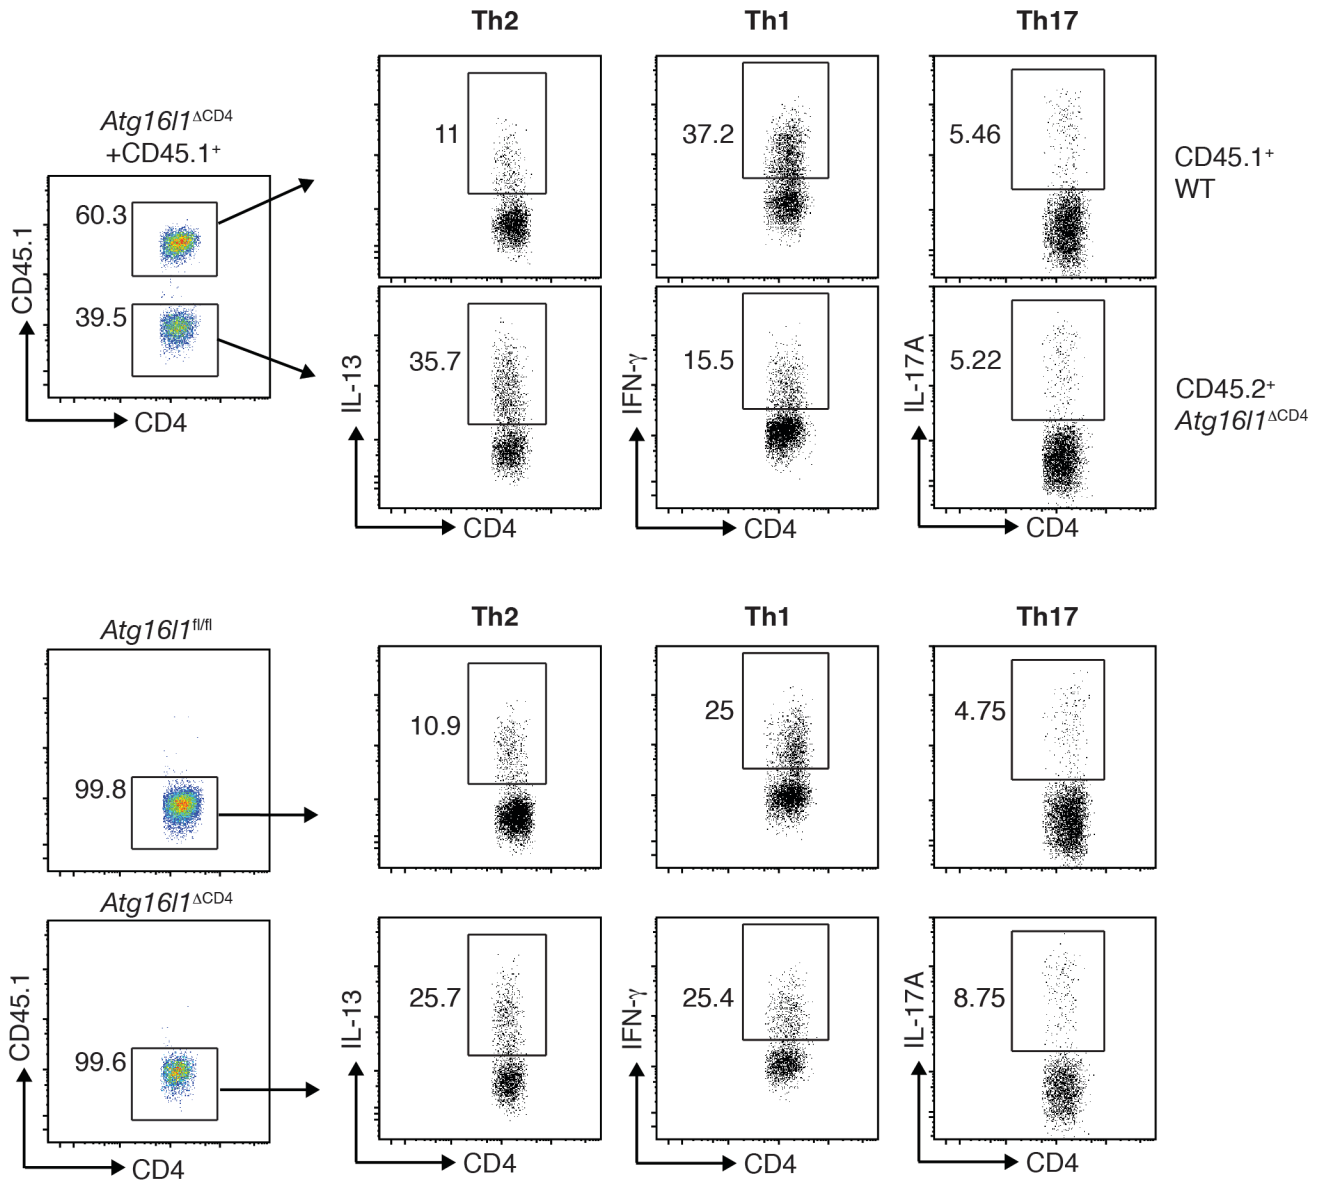 Th2 Th1 Th17
Atg16l1ΔCD4
+CD45.1+
60.3
39.5
CD45.1
CD4
11
37.2
5.46
CD45.1+
WT
35.7
15.5
5.22
CD45.2+
Atg16l1ΔCD4
IL-13
IFN-γ
IL-17A
CD4
CD4
CD4
Th2 Th1 Th17
Atg16l1fl/fl
99.8
10.9
25
4.75
Atg16l1ΔCD4
99.6
CD45.1
CD4
25.7
25.4
8.75
IL-13
IFN-γ
IL-17A
CD4
CD4
CD4